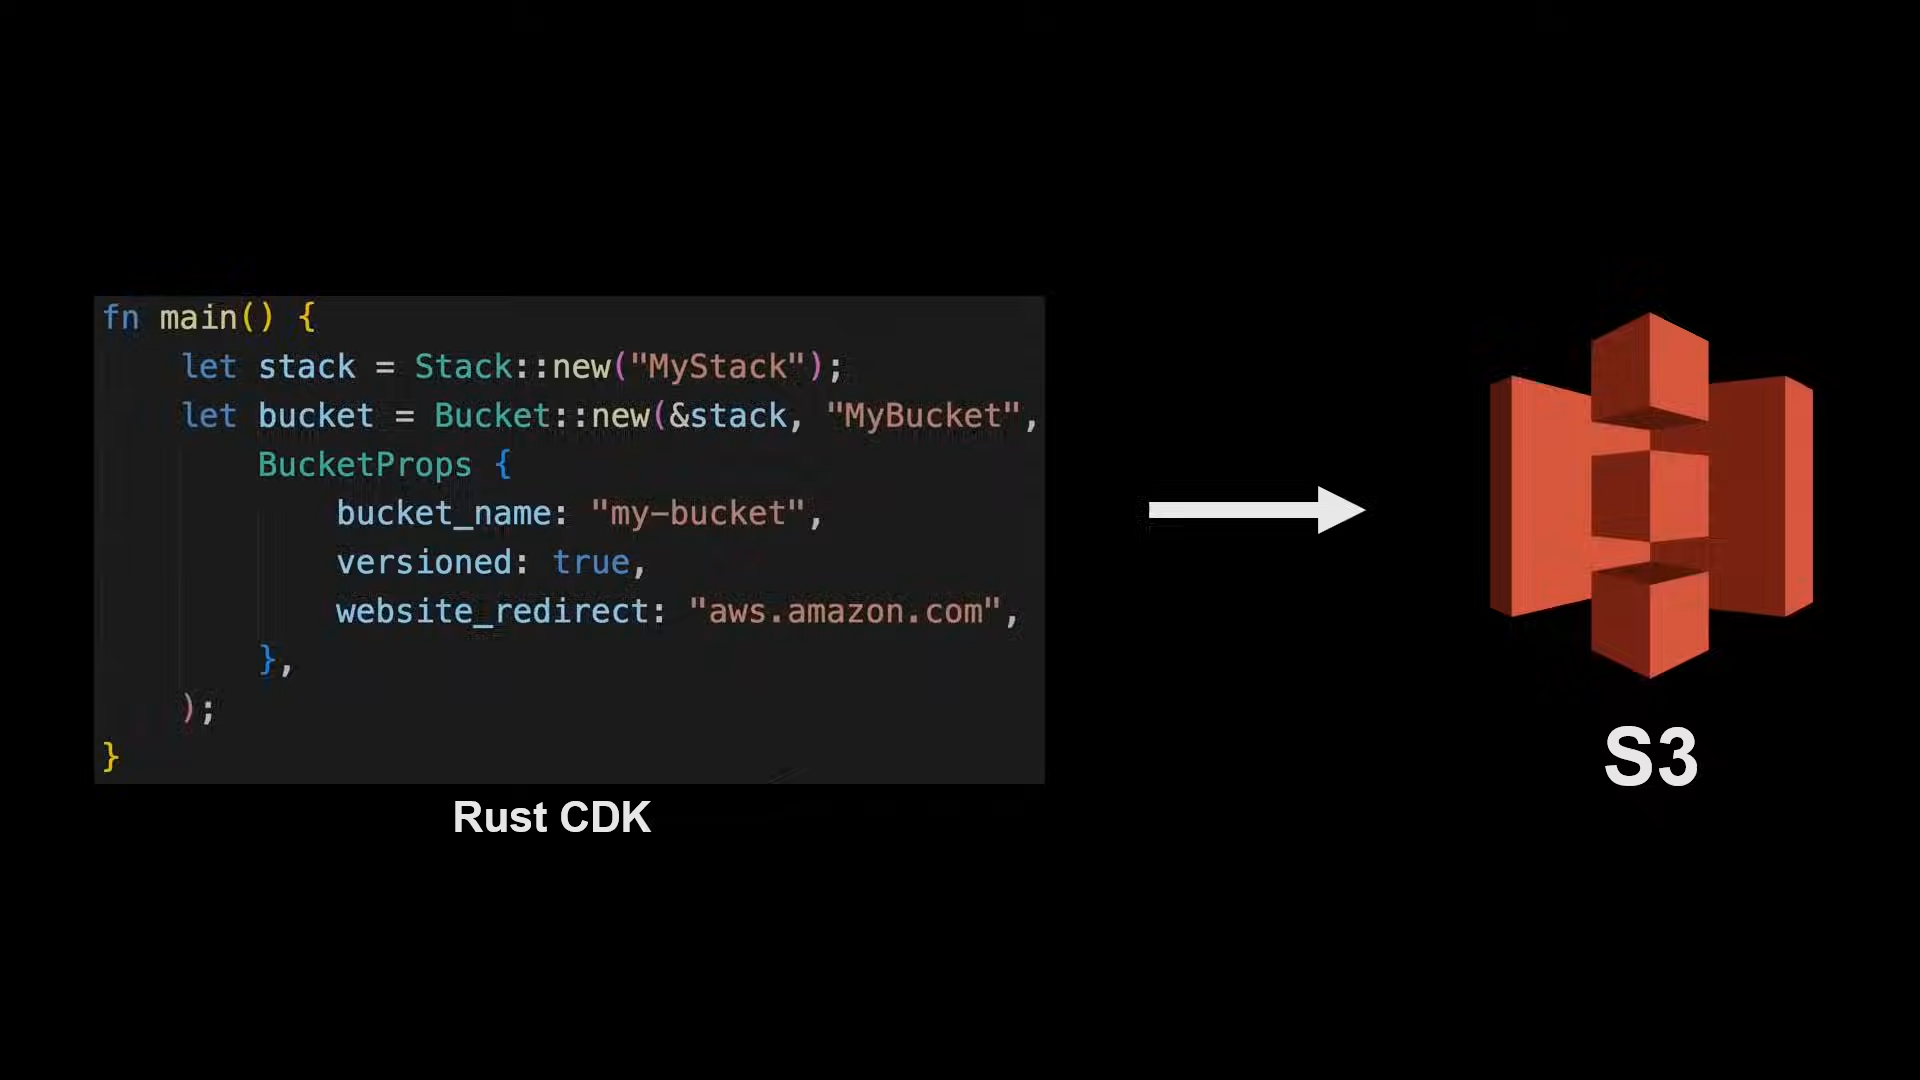 fn main() {
    let stack = Stack::new("MyStack");
    let bucket = Bucket::new(&stack, "MyBucket",
        BucketProps {
            bucket_name: "my-bucket",
            versioned: true,
            website_redirect: "aws.amazon.com",
        },
    );
}
Rust CDK
S3